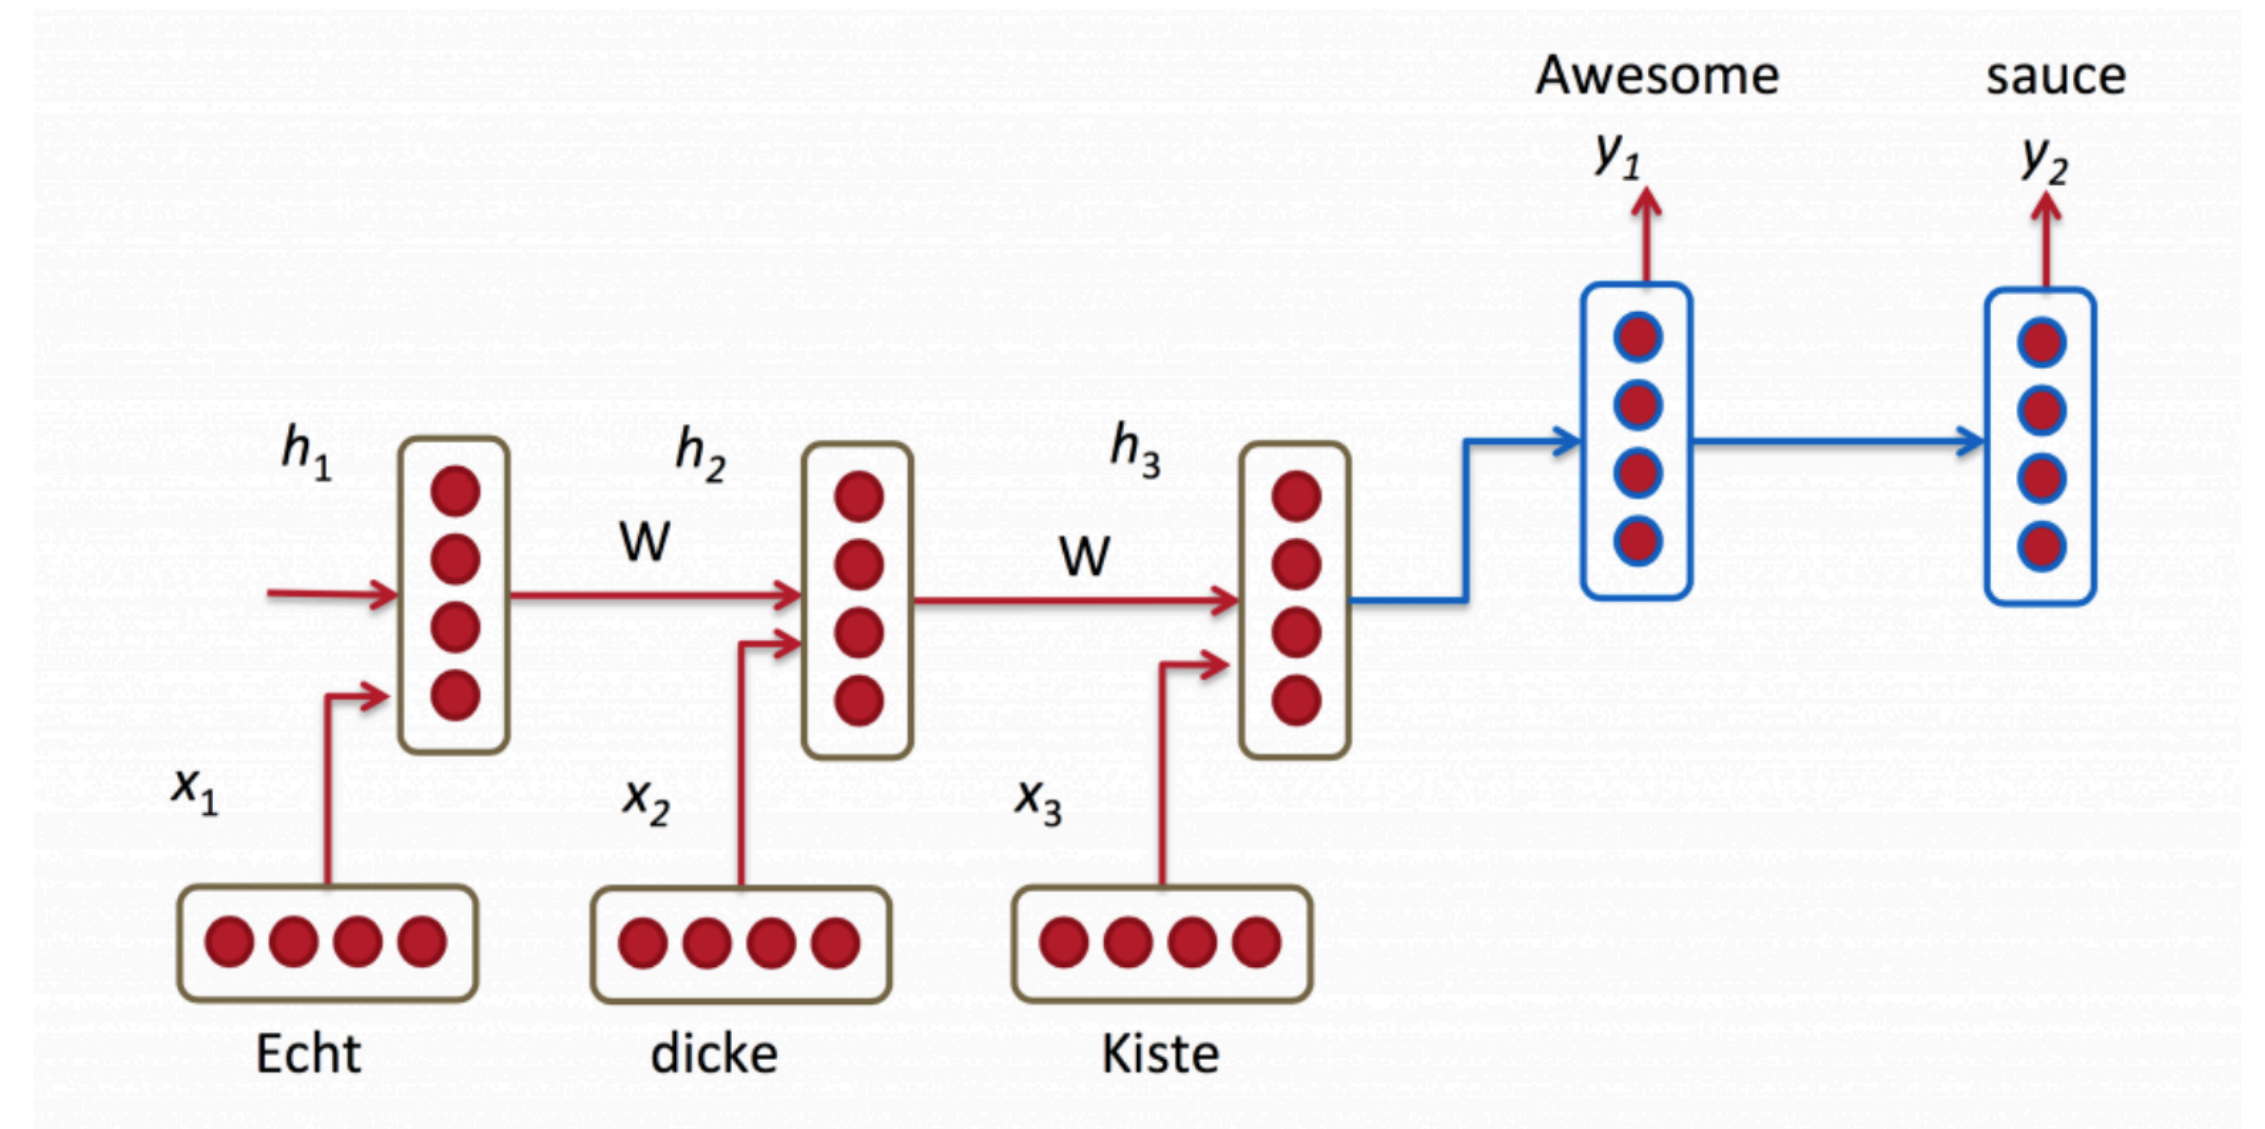 Awesome sauce
y1 y2
h1 h2 h3
W W
x1 x2 x3
Echt dicke Kiste